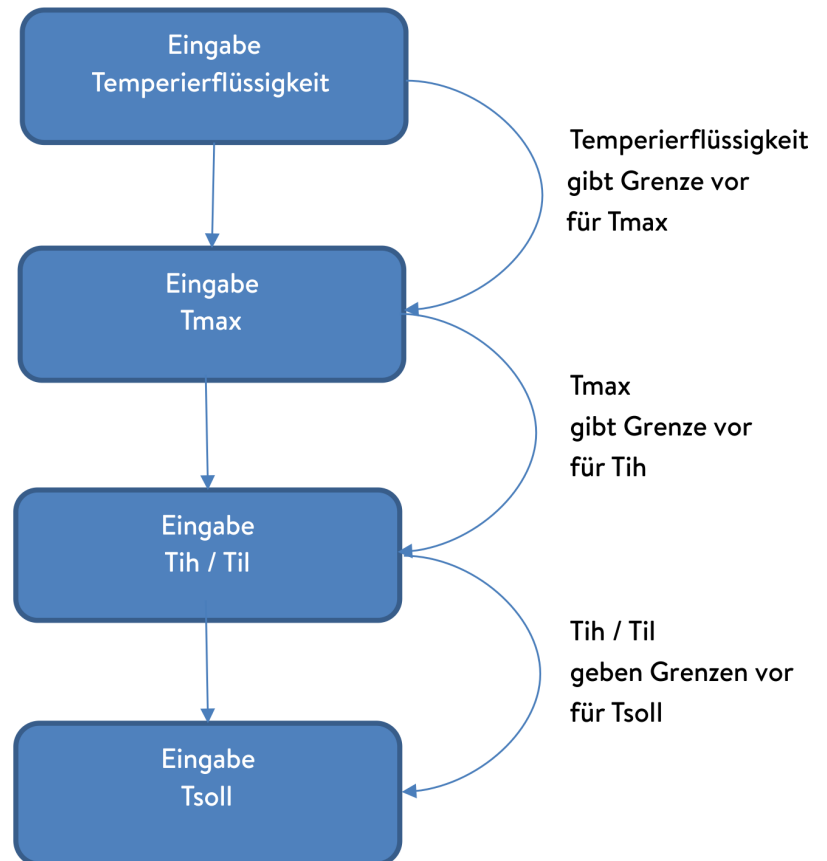 Eingabe
Temperierflüssigkeit
Temperierflüssigkeit
gibt Grenze vor
für Tmax
Eingabe
Tmax
Tmax
gibt Grenze vor
für Tih
Eingabe
Tih / Til
Tih / Til
geben Grenzen vor
für Tsoll
Eingabe
Tsoll